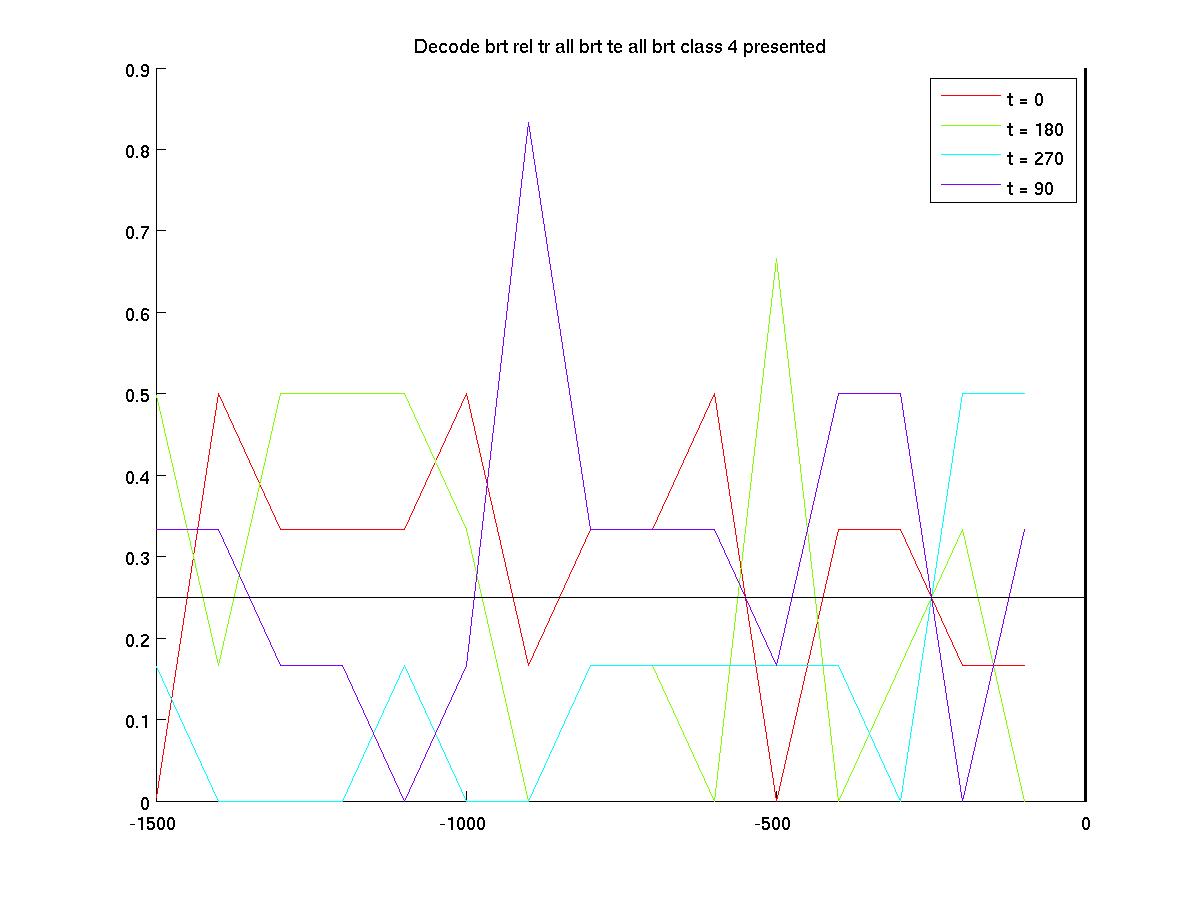 Decode brt rel tr all brt te all brt class 4 presented
0.9
0.8
0.7
0.6
0.5
0.4
0.3
0.2
0.1
0
t = 0
t = 180
t = 270
t = 90
-1500
-1000
-500
0